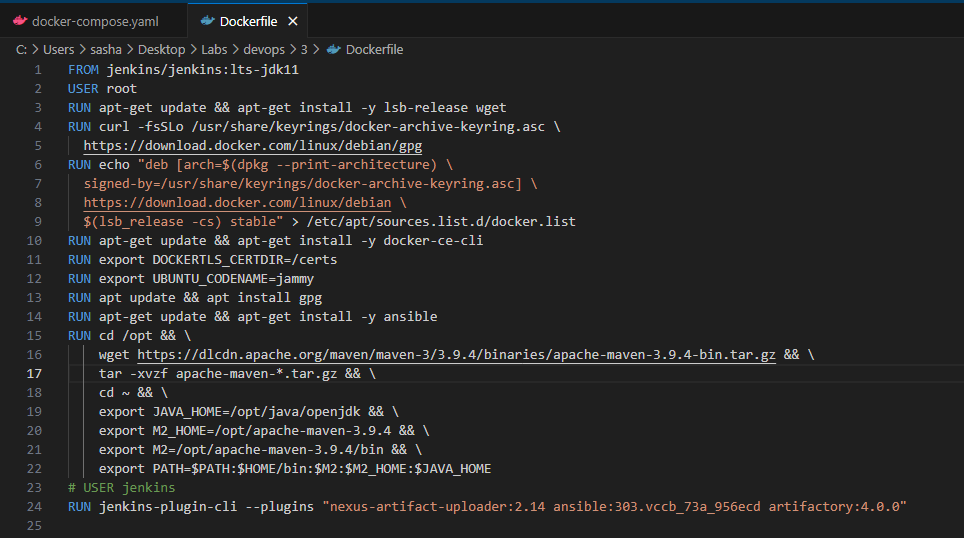 docker-compose.yaml Dockerfile
C: > Users > sasha > Desktop > Labs > devops > 3 > Dockerfile
1 FROM jenkins/jenkins:lts-jdk11
2 USER root
3 RUN apt-get update && apt-get install -y lsb-release wget
4 RUN curl -fsSLo /usr/share/keyrings/docker-archive-keyring.asc \
5   https://download.docker.com/linux/debian/gpg
6 RUN echo "deb [arch=$(dpkg --print-architecture) \
7   signed-by=/usr/share/keyrings/docker-archive-keyring.asc] \
8   https://download.docker.com/linux/debian \
9   $(lsb_release -cs) stable" > /etc/apt/sources.list.d/docker.list
10 RUN apt-get update && apt-get install -y docker-ce-cli
11 RUN export DOCKERTLS_CERTDIR=/certs
12 RUN export UBUNTU_CODENAME=jammy
13 RUN apt update && apt install gpg
14 RUN apt-get update && apt-get install -y ansible
15 RUN cd /opt && \
16     wget https://dlcdn.apache.org/maven/maven-3/3.9.4/binaries/apache-maven-3.9.4-bin.tar.gz && \
17     tar -xvzf apache-maven-*.tar.gz && \
18     cd ~ && \
19     export JAVA_HOME=/opt/java/openjdk && \
20     export M2_HOME=/opt/apache-maven-3.9.4 && \
21     export M2=/opt/apache-maven-3.9.4/bin && \
22     export PATH=$PATH:$HOME/bin:$M2:$M2_HOME:$JAVA_HOME
23 # USER jenkins
24 RUN jenkins-plugin-cli --plugins "nexus-artifact-uploader:2.14 ansible:303.vccb_73a_956ecd artifactory:4.0.0"
25